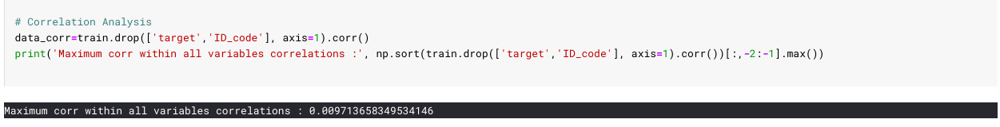 # Correlation Analysis
data_corr=train.drop(['target','ID_code'], axis=1).corr()
print('Maximum corr within all variables correlations :', np.sort(train.drop(['target','ID_code'], axis=1).corr())[:,-2:-1].max())
Maximum corr within all variables correlations : 0.009713658349534146